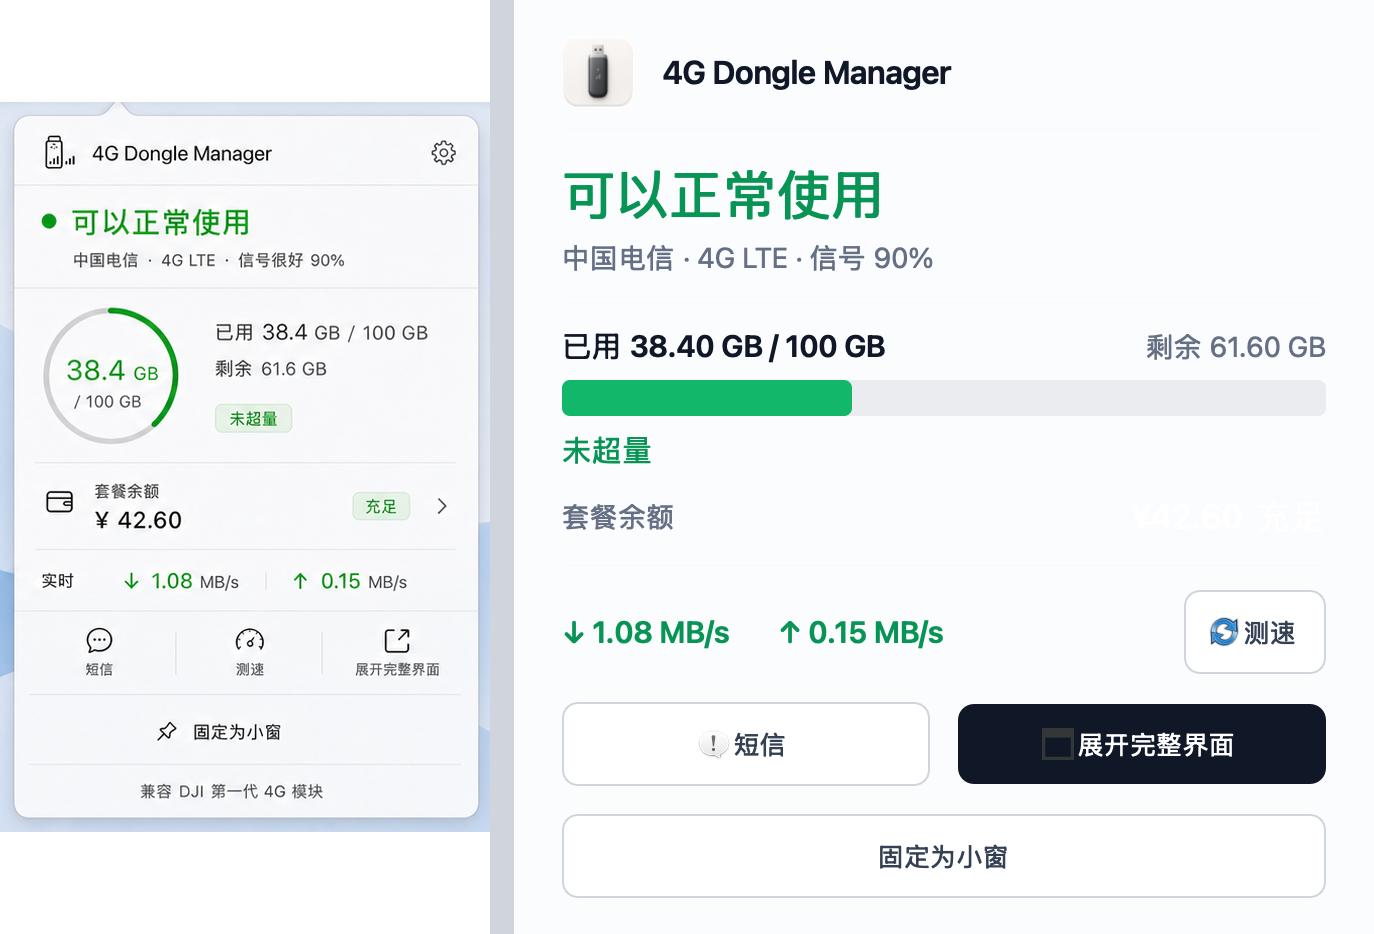 4G Dongle Manager
可以正常使用
中国电信 · 4G LTE · 信号很好 90%
38.4 GB
/ 100 GB
已用 38.4 GB / 100 GB
剩余 61.6 GB
未超量
套餐余额
¥ 42.60
充足
实时 ↓ 1.08 MB/s ↑ 0.15 MB/s
短信 测速 展开完整界面
固定为小窗
兼容 DJI 第一代 4G 模块
4G Dongle Manager
可以正常使用
中国电信 · 4G LTE · 信号 90%
已用 38.40 GB / 100 GB 剩余 61.60 GB
未超量
套餐余额 ¥42.60
↓ 1.08 MB/s ↑ 0.15 MB/s 测速
短信 展开完整界面
固定为小窗